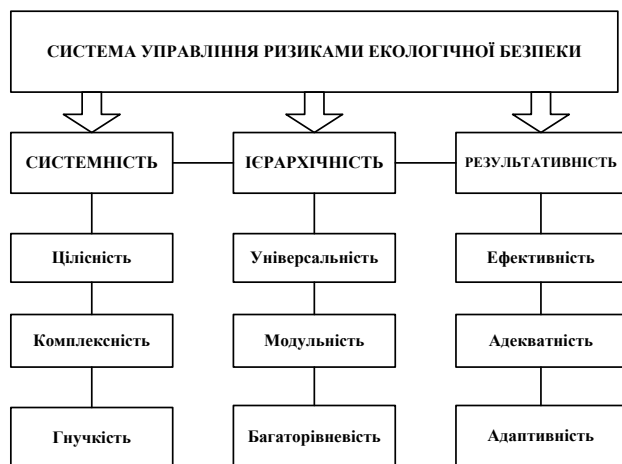 СИСТЕМА УПРАВЛІННЯ РИЗИКАМИ ЕКОЛОГІЧНОЇ БЕЗПЕКИ
СИСТЕМНІСТЬ
ІЄРАРХІЧНІСТЬ
РЕЗУЛЬТАТИВНІСТЬ
Цілісність
Універсальність
Ефективність
Комплексність
Модульність
Адекватність
Гнучкість
Багаторівневість
Адаптивність